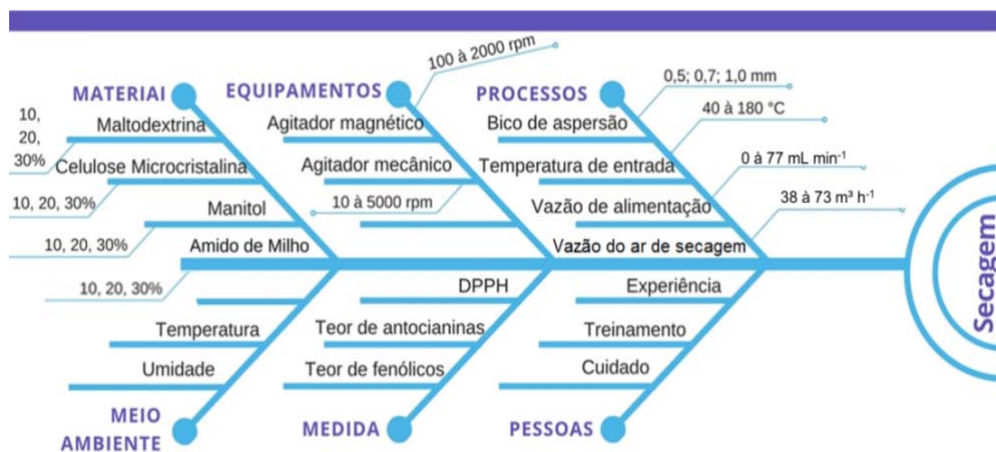 MATERIAI
Maltodextrina
10,
20,
30%
Celulose Microcristalina
10, 20, 30%
Manitol
10, 20, 30%
Amido de Milho
10, 20, 30%
EQUIPAMENTOS
100 à 2000 rpm
Agitador magnético
Agitador mecânico
10 à 5000 rpm
PROCESSOS
0,5; 0,7; 1,0 mm
Bico de aspersão
40 à 180 °C
Temperatura de entrada
0 à 77 mL min⁻¹
Vazão de alimentação
38 à 73 m³ h⁻¹
Vazão do ar de secagem
Secagem
Temperatura
Umidade
MEIO
AMBIENTE
DPPH
Teor de antocianinas
Teor de fenólicos
MEDIDA
Experiência
Treinamento
Cuidado
PESSOAS